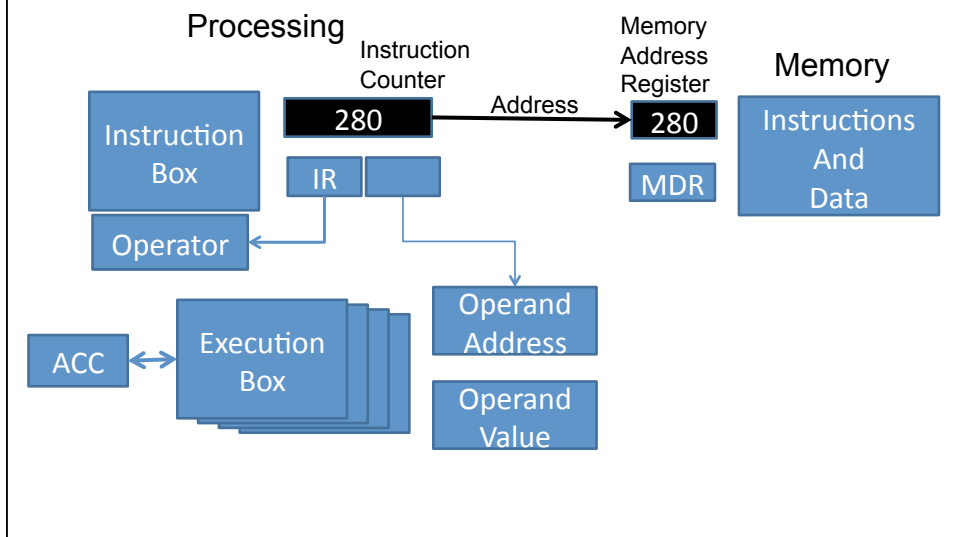 Processing
Instruction
Counter
Memory
Address
Register
Memory
Address
280
280
Instruction
Box
Instructions
And
Data
IR
MDR
Operator
Operand
Address
ACC
Execution
Box
Operand
Value